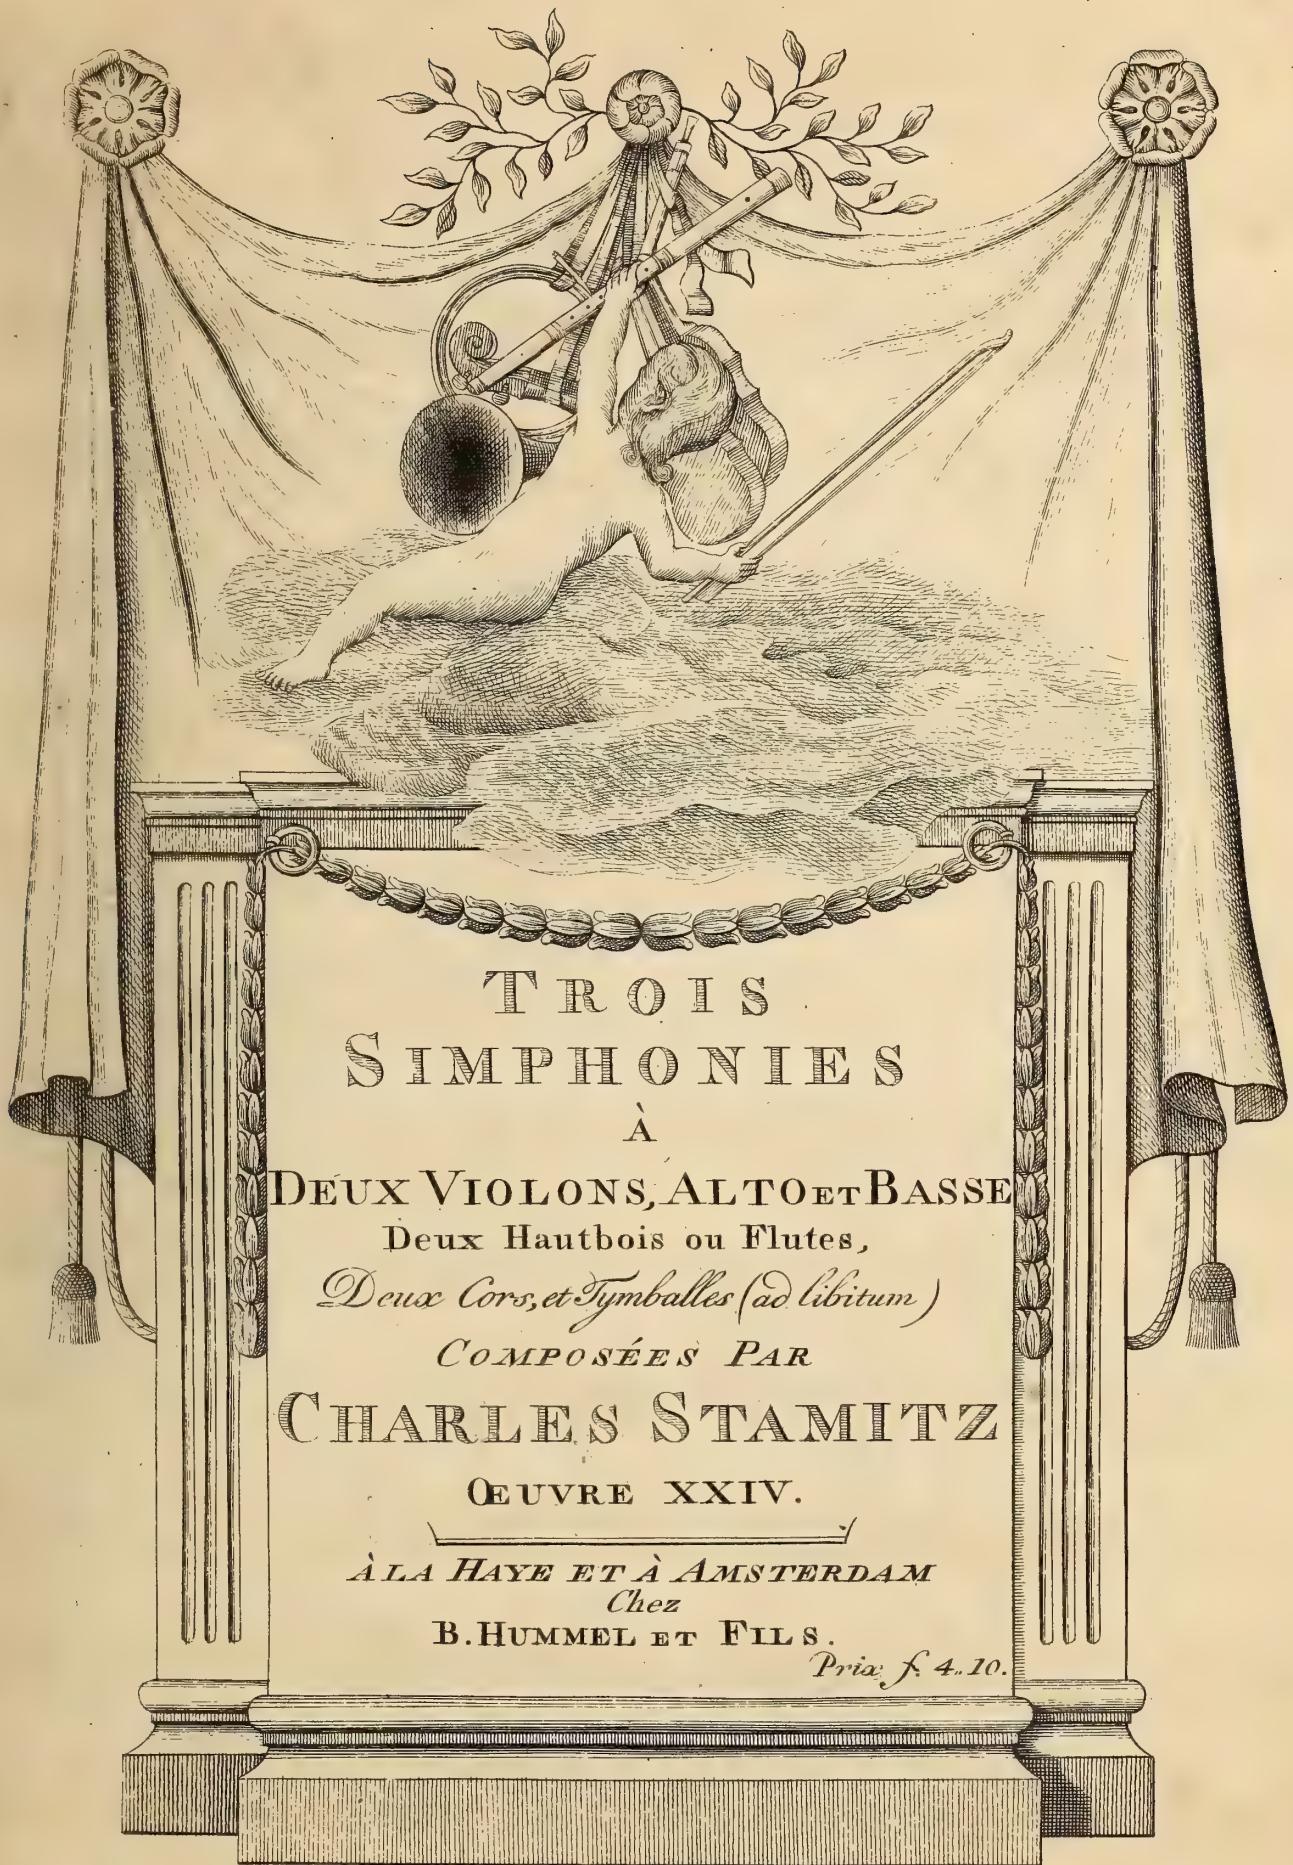 TROIS
SIMPHONIES
À
DEUX VIOLONS, ALTO ET BASSE
Deux Hautbois ou Flutes,
Deux Cors, et Tymballes (ad libitum)
COMPOSÉES PAR
CHARLES STAMITZ
ŒUVRE XXIV.
À LA HAYE ET À AMSTERDAM
Chez
B. HUMMEL ET FILS.
Prix f. 4.. 10.